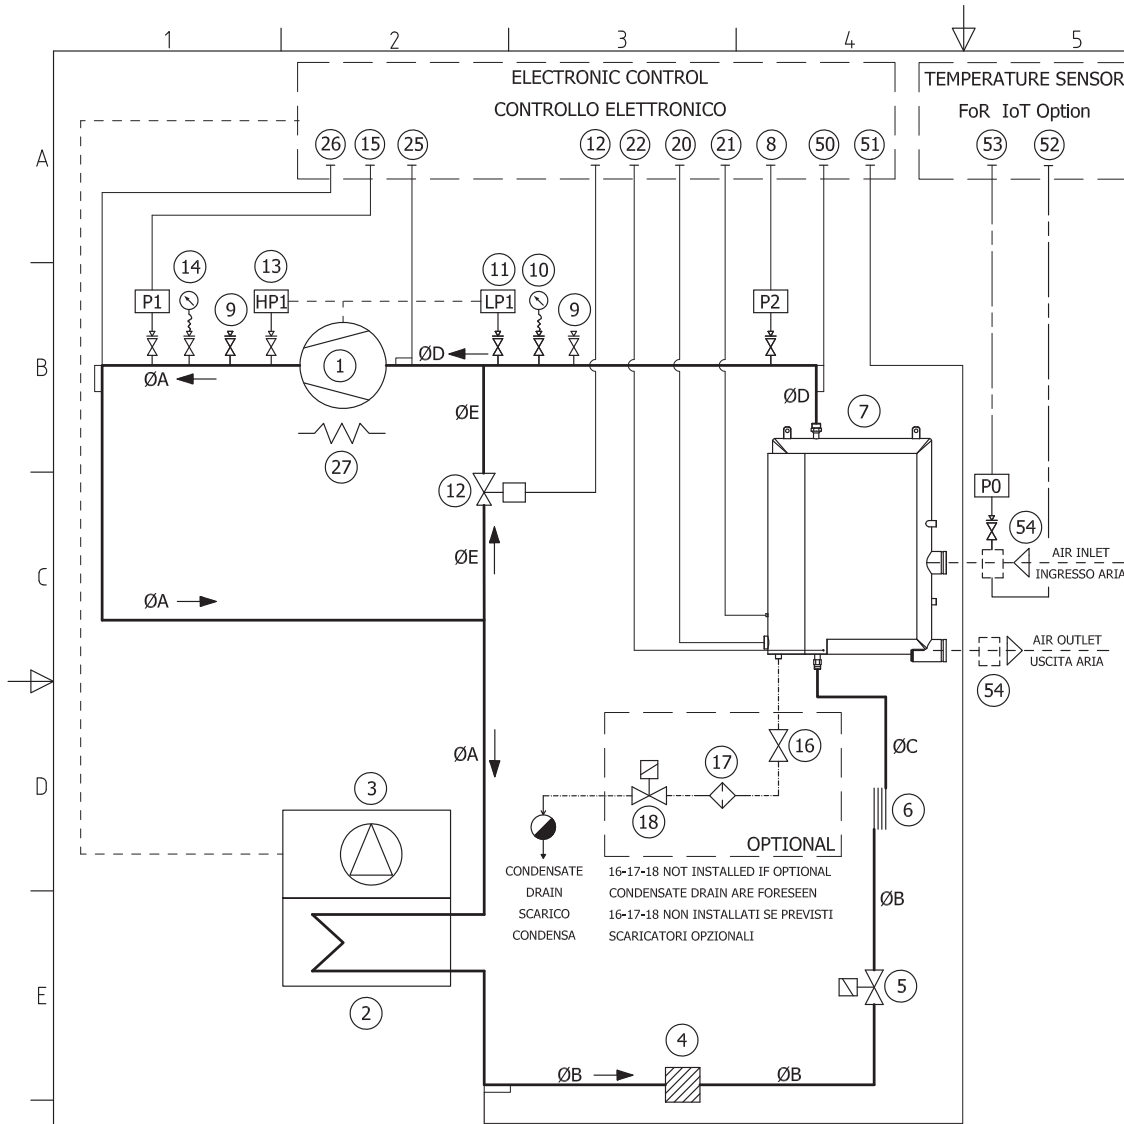 1 2 3 4 5
ELECTRONIC CONTROL
CONTROLLO ELETTRONICO
TEMPERATURE SENSOR
FoR IoT Option
A
26 15 25 12 22 20 21 8 50 51 53 52
14 13 11 10
P1 9 HP1 LP1 9 P2
B
1
ØD
ØA
ØE
ØD
7
27
12
P0
54
AIR INLET
INGRESSO ARIA
C
ØE
ØA
AIR OUTLET
USCITA ARIA
54
D
ØA
16
ØC
17
3
18
6
OPTIONAL
CONDENSATE
DRAIN
SCARICO
CONDENSA
16-17-18 NOT INSTALLED IF OPTIONAL
CONDENSATE DRAIN ARE FORESEEN
16-17-18 NON INSTALLATI SE PREVISTI
SCARICATORI OPZIONALI
ØB
E
5
2
4
ØB
ØB